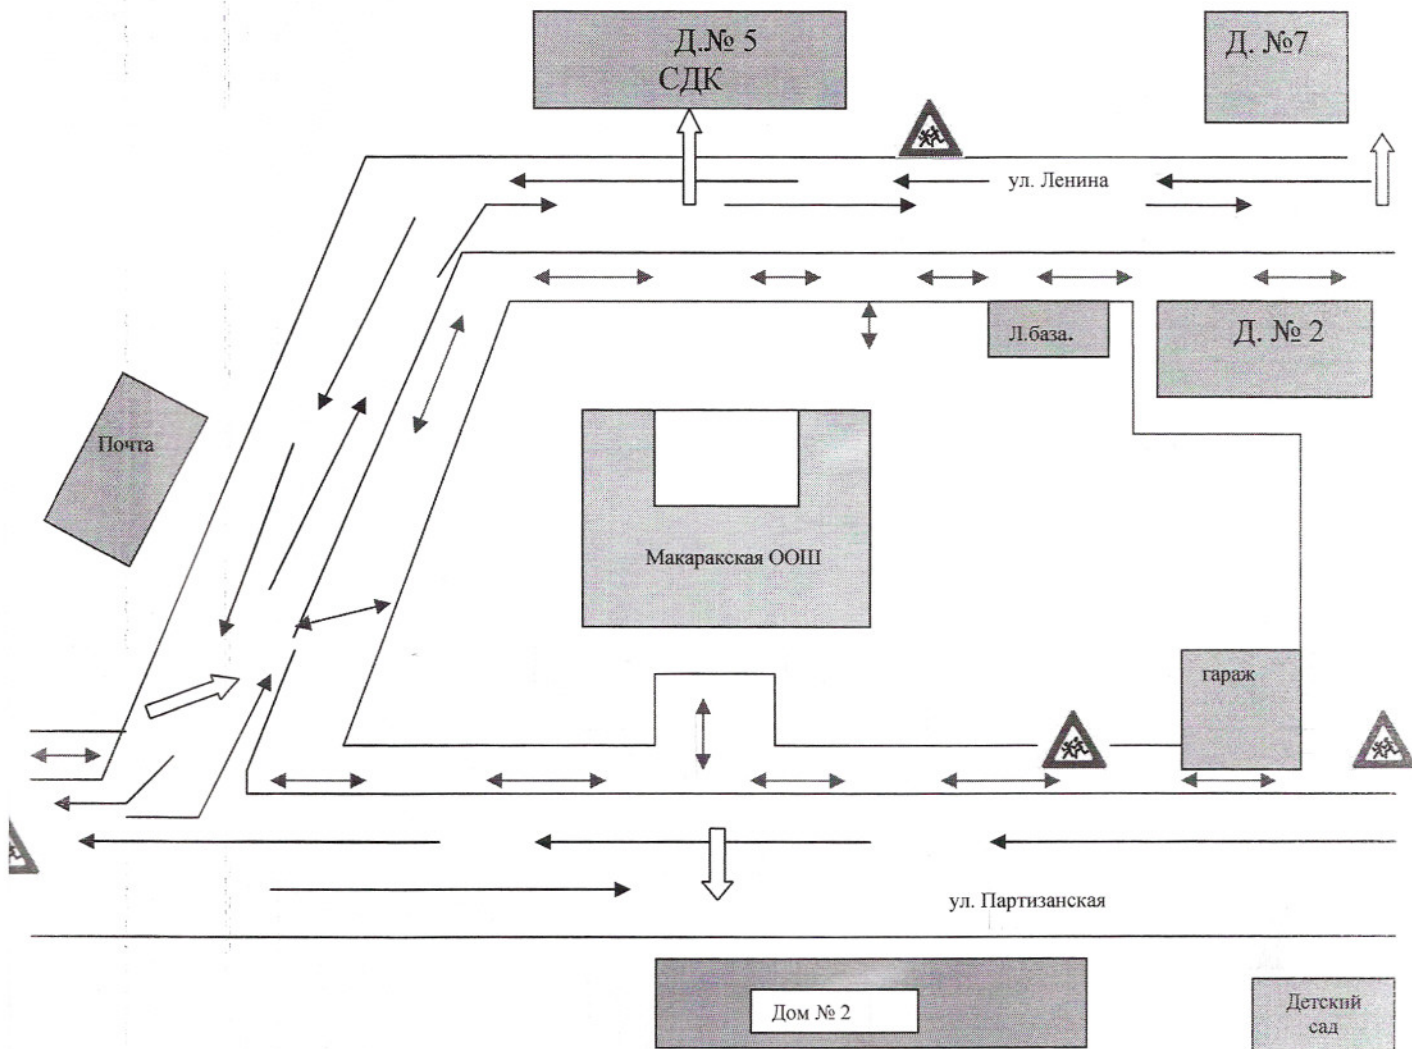 Д.№ 5
СДК
Д. №7
ул. Ленина
Л.база.
Д. № 2
Почта
Макаракская ООШ
гараж
ул. Партизанская
Дом № 2
Детский
сад